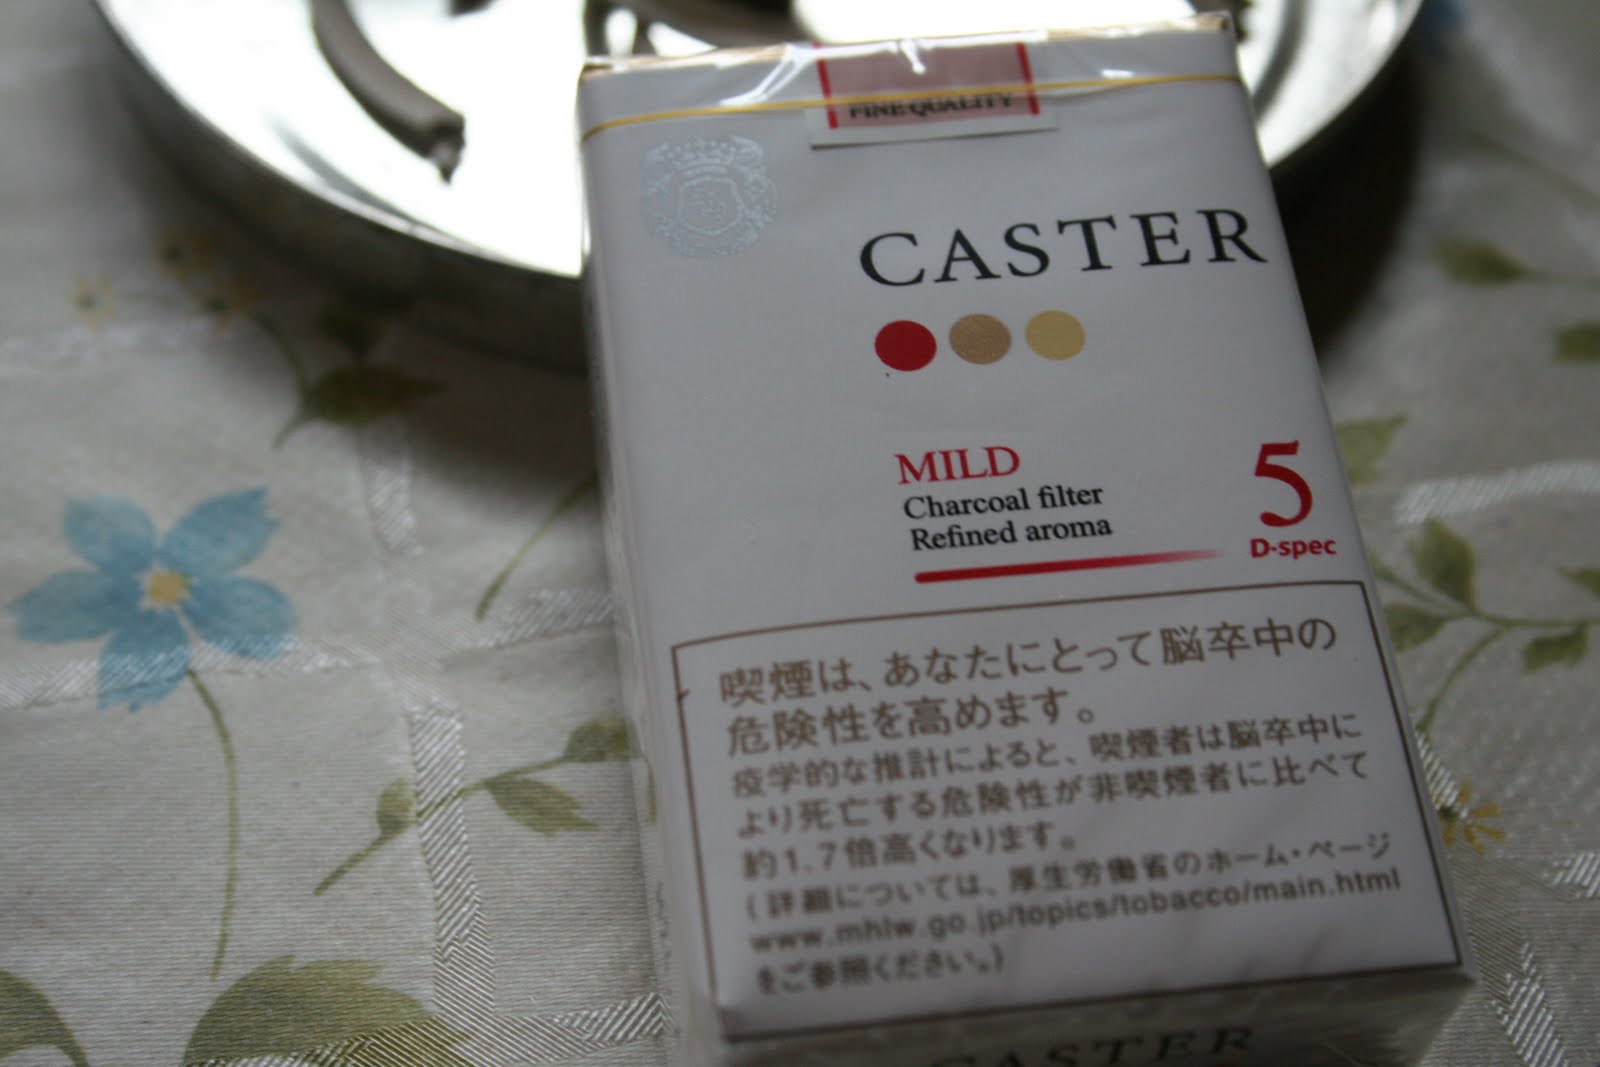 FINE QUALITY
CASTER
MILD
Charcoal filter
Refined aroma
5
D-spec
喫煙は、あなたにとって脳卒中の
危険性を高めます。
疫学的な推計によると、喫煙者は脳卒中に
より死亡する危険性が非喫煙者に比べて
約1.7倍高くなります。
(詳細については、厚生労働省のホーム・ページ
www.mhlw.go.jp/topics/tobacco/main.html
をご参照ください。)
CASTER